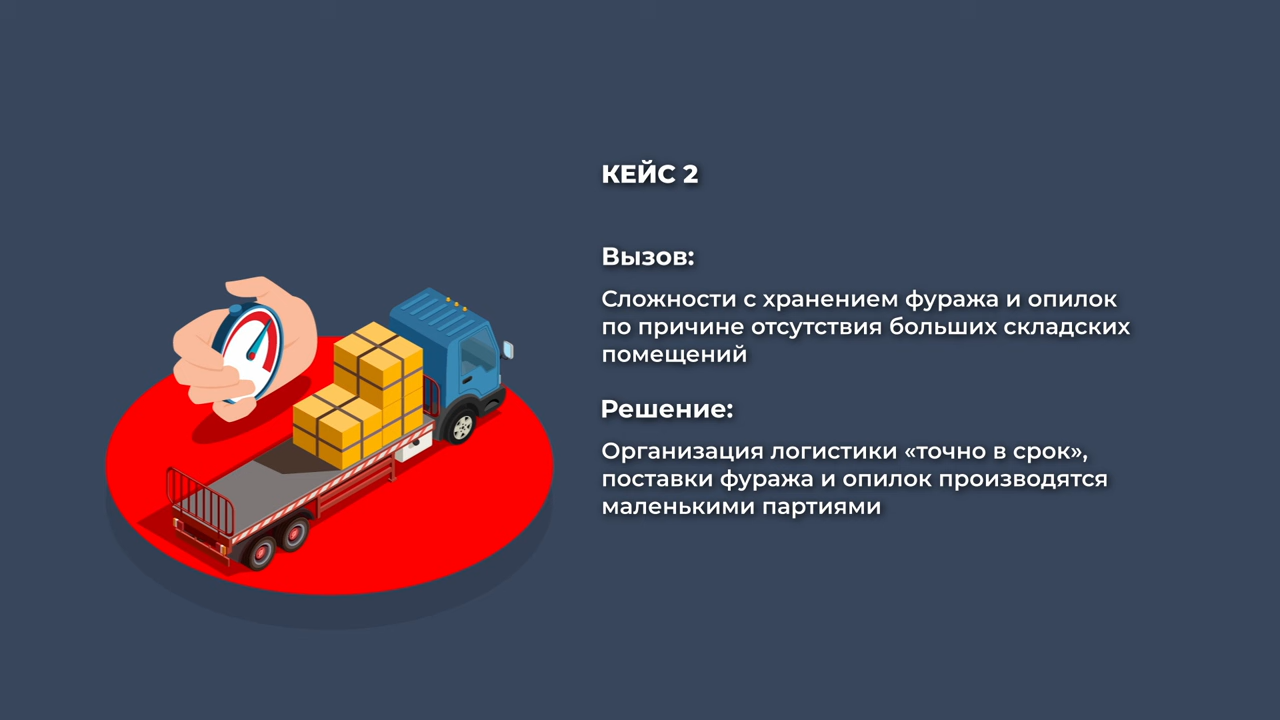 КЕЙС 2
Вызов:
Сложности с хранением фуража и опилок
по причине отсутствия больших складских
помещений
Решение:
Организация логистики «точно в срок»,
поставки фуража и опилок производятся
маленькими партиями